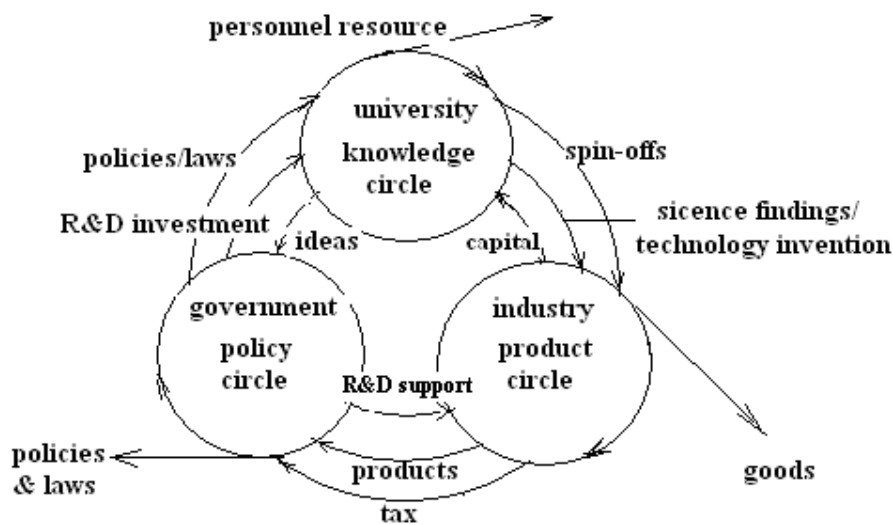 personnel resource
university
knowledge
circle
policies/laws
spin-offs
R&D investment
sicence findings/
technology invention
ideas
capital
government
policy
circle
industry
product
circle
R&D support
policies
& laws
products
goods
tax